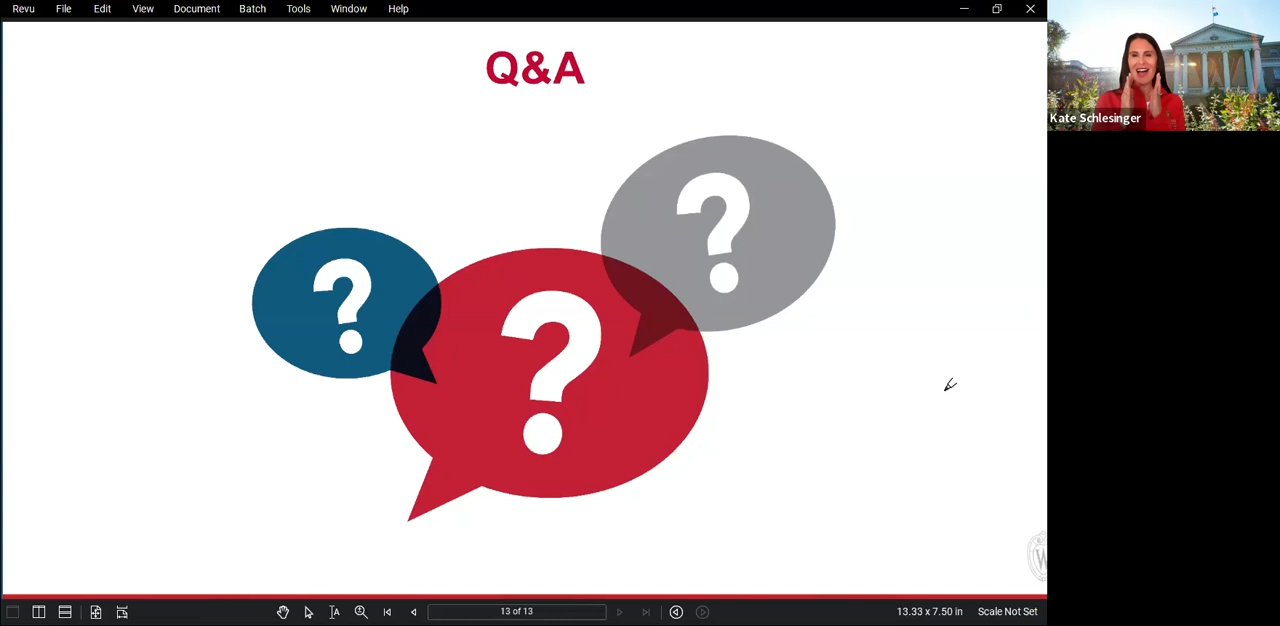 Revu File Edit View Document Batch Tools Window Help
Q&A
Kate Schlesinger
? ? ?
W
13 of 13
13.33 x 7.50 in Scale Not Set